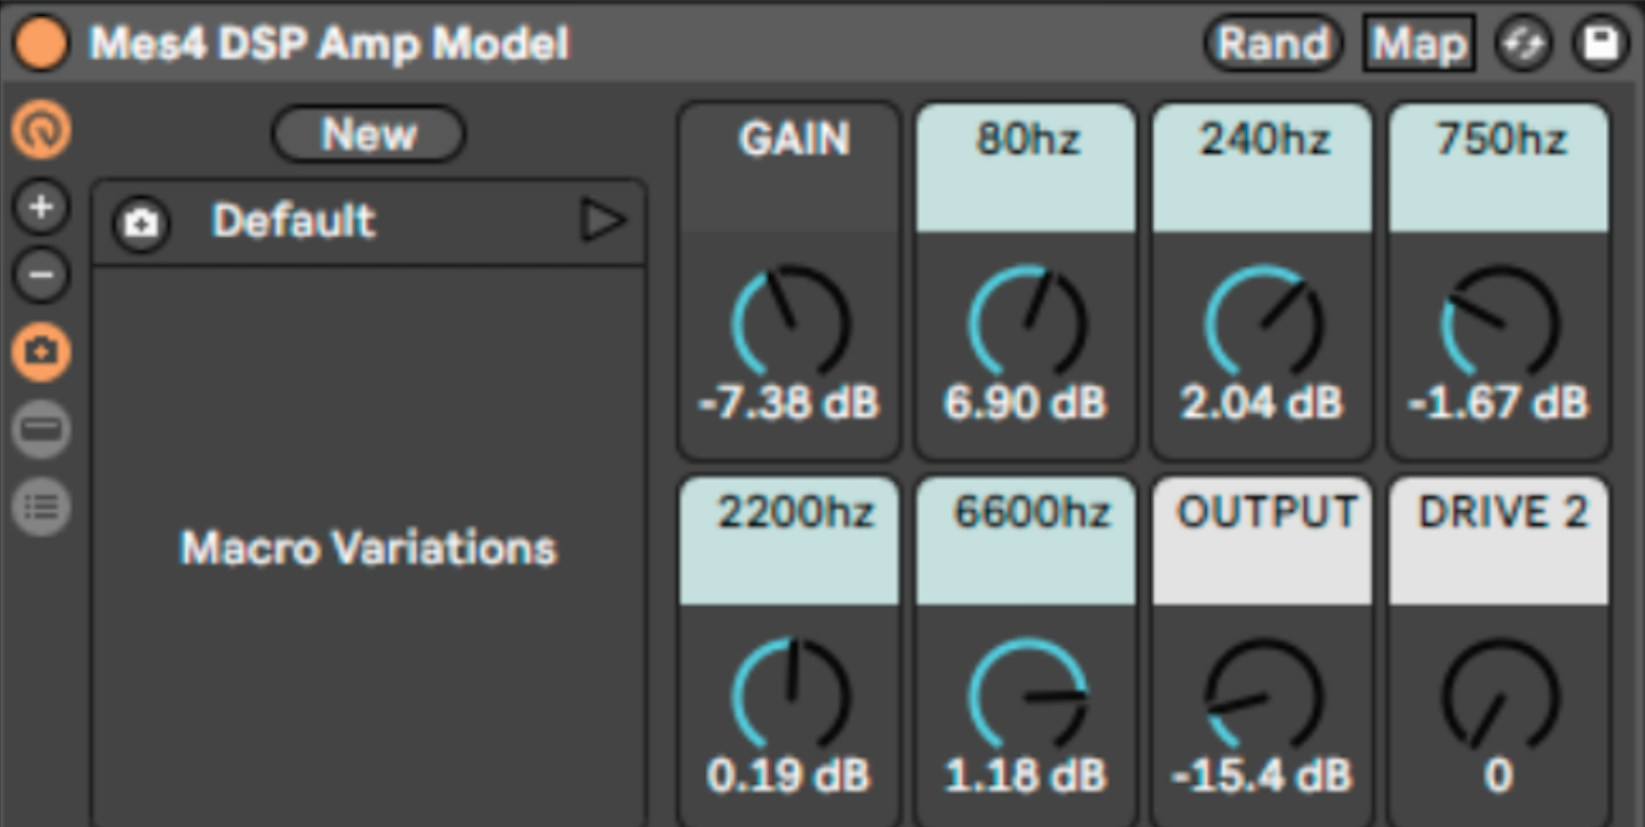 Mes4 DSP Amp Model Rand Map
New
Default
Macro Variations
GAIN 80hz 240hz 750hz
-7.38 dB 6.90 dB 2.04 dB -1.67 dB
2200hz 6600hz OUTPUT DRIVE 2
0.19 dB 1.18 dB -15.4 dB 0